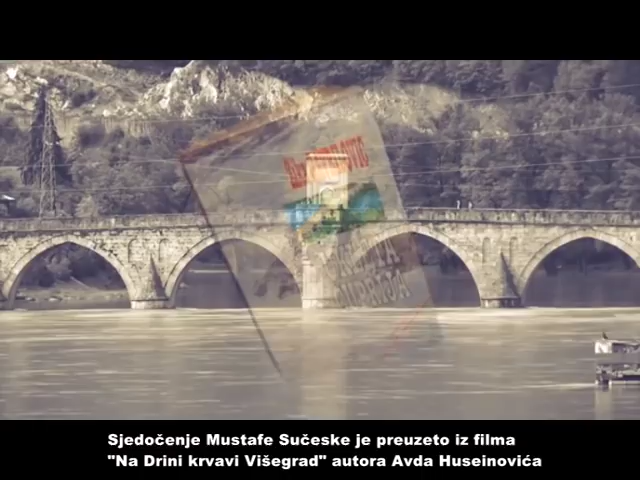 Sjedočenje Mustafe Sučeske je preuzeto iz filma
"Na Drini krvavi Višegrad" autora Avda Huseinovića